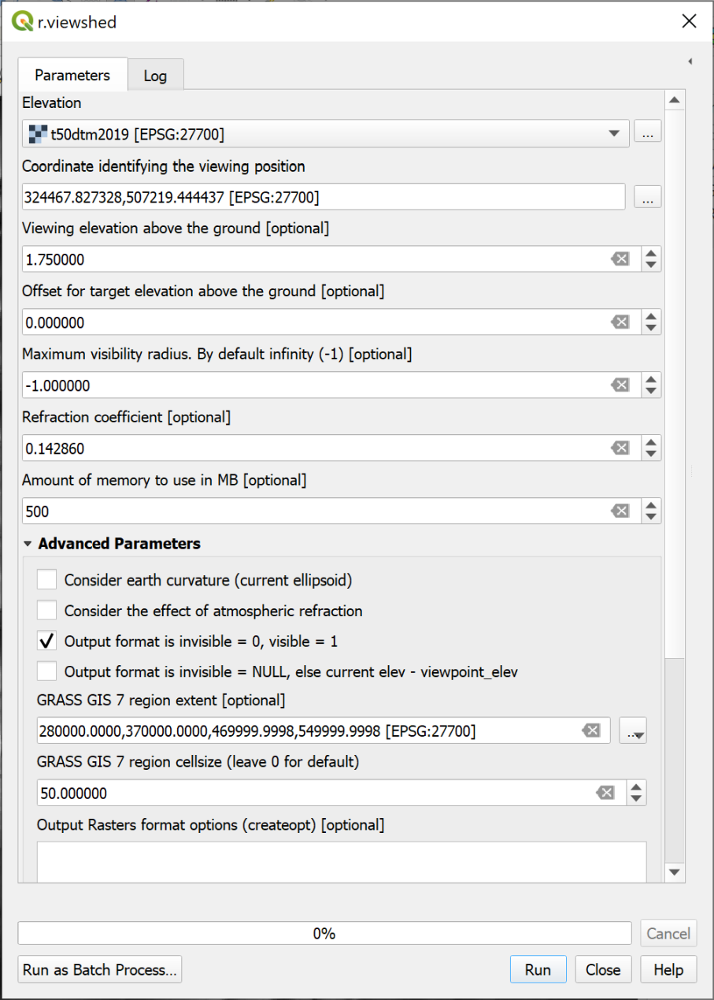 r.viewshed
Parameters
Log
Elevation
t50dtm2019 [EPSG:27700]
...
Coordinate identifying the viewing position
324467.827328,507219.444437 [EPSG:27700]
...
Viewing elevation above the ground [optional]
1.750000
Offset for target elevation above the ground [optional]
0.000000
Maximum visibility radius. By default infinity (-1) [optional]
-1.000000
Refraction coefficient [optional]
0.142860
Amount of memory to use in MB [optional]
500
Advanced Parameters
Consider earth curvature (current ellipsoid)
Consider the effect of atmospheric refraction
Output format is invisible = 0, visible = 1
Output format is invisible = NULL, else current elev - viewpoint_elev
GRASS GIS 7 region extent [optional]
280000.0000,370000.0000,469999.9998,549999.9998 [EPSG:27700]
...
GRASS GIS 7 region cellsize (leave 0 for default)
50.000000
Output Rasters format options (createopt) [optional]
0%
Cancel
Run as Batch Process...
Run
Close
Help